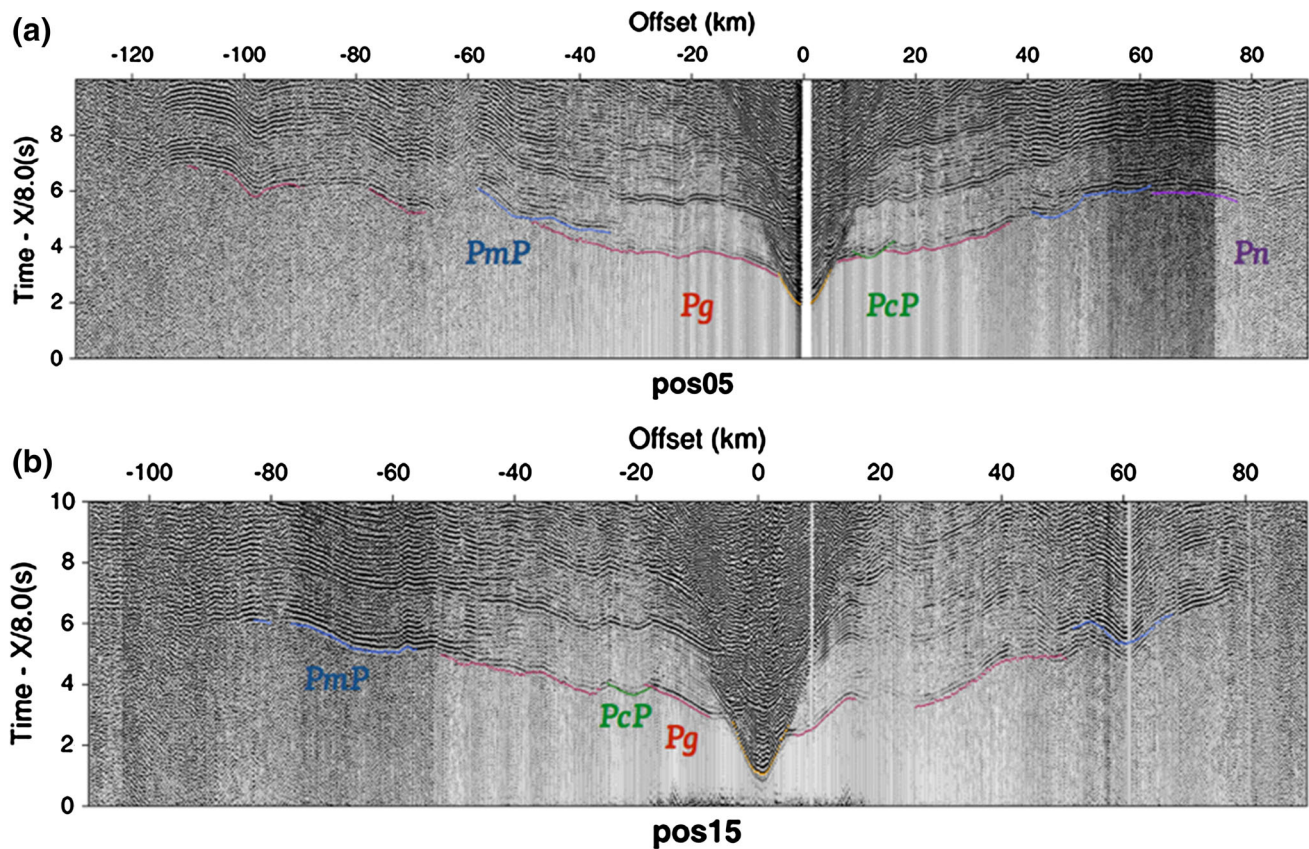 (a)
Offset (km)
-120 -100 -80 -60 -40 -20 0 20 40 60 80
Time - X/8.0(s)
8
6
4
2
0
PmP
Pg
PcP
Pn
pos05
(b)
Offset (km)
-100 -80 -60 -40 -20 0 20 40 60 80
Time - X/8.0(s)
10
8
6
4
2
0
PmP
PcP
Pg
pos15